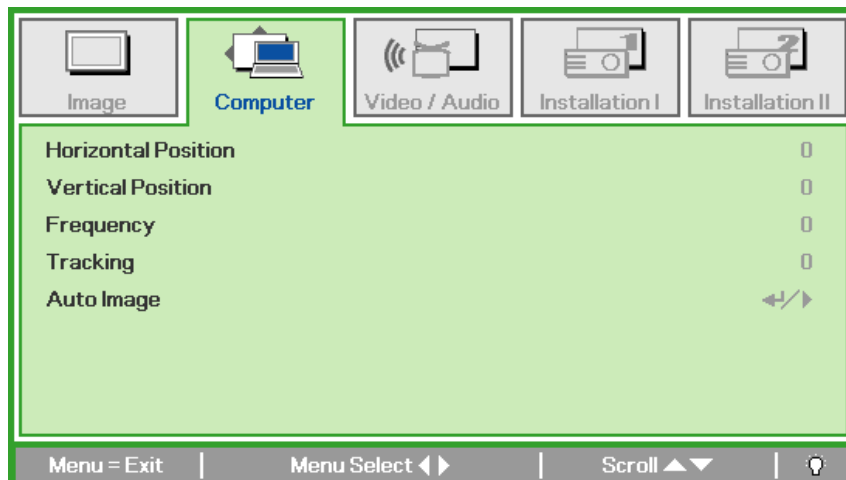 Image Computer Video / Audio Installation I Installation II
Horizontal Position 0
Vertical Position 0
Frequency 0
Tracking 0
Auto Image
Menu = Exit Menu Select Scroll